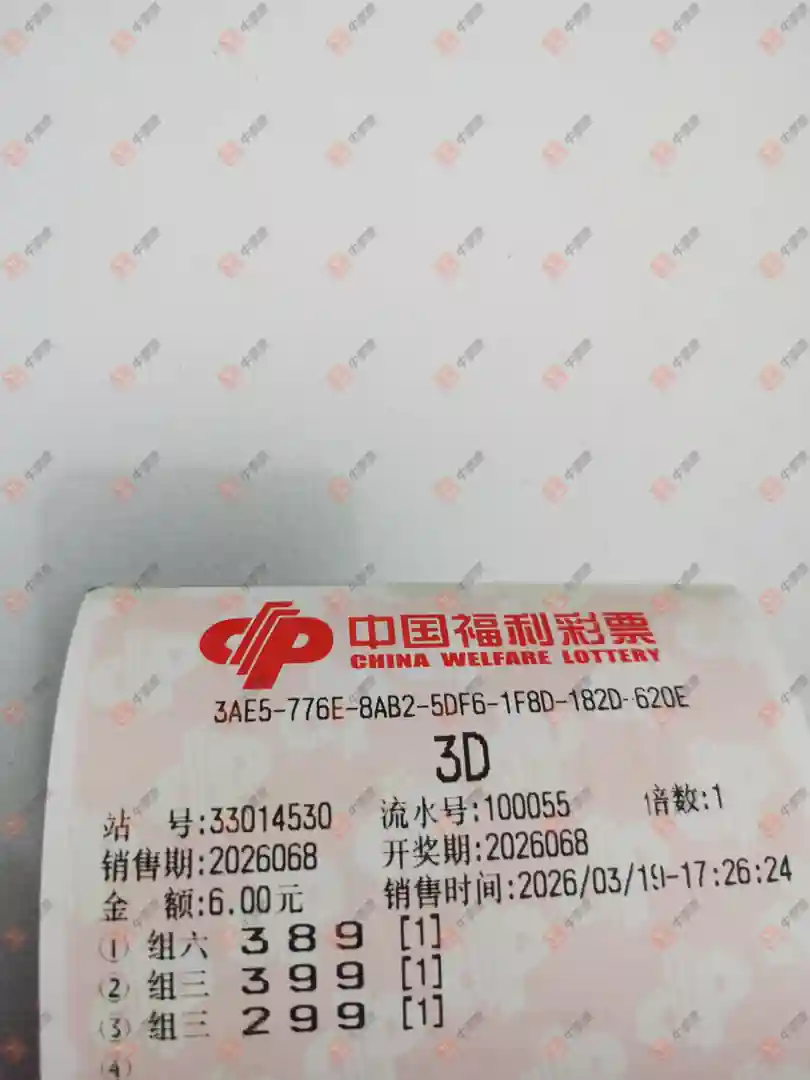 中国福利彩票
CHINA WELFARE LOTTERY
3AE5-776E-8AB2-5DF6-1F8D-182D-620E
3D
站 号:33014530 流水号:100055 倍数:1
销售期:2026068 开奖期:2026068
金 额:6.00元 销售时间:2026/03/19-17:26:24
① 组六 3 8 9 [1]
② 组三 3 9 9 [1]
③ 组三 2 9 9 [1]
④